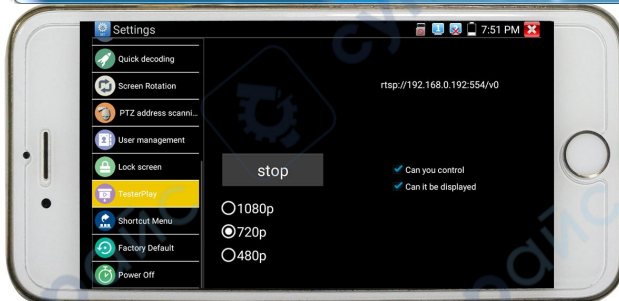 Settings
7:51 PM
Quick decoding
Screen Rotation
PTZ address scanni...
User management
Lock screen
TesterPlay
Shortcut Menu
Factory Default
Power Off
rtsp://192.168.0.192:554/v0
stop
Can you control
Can it be displayed
1080p
720p
480p